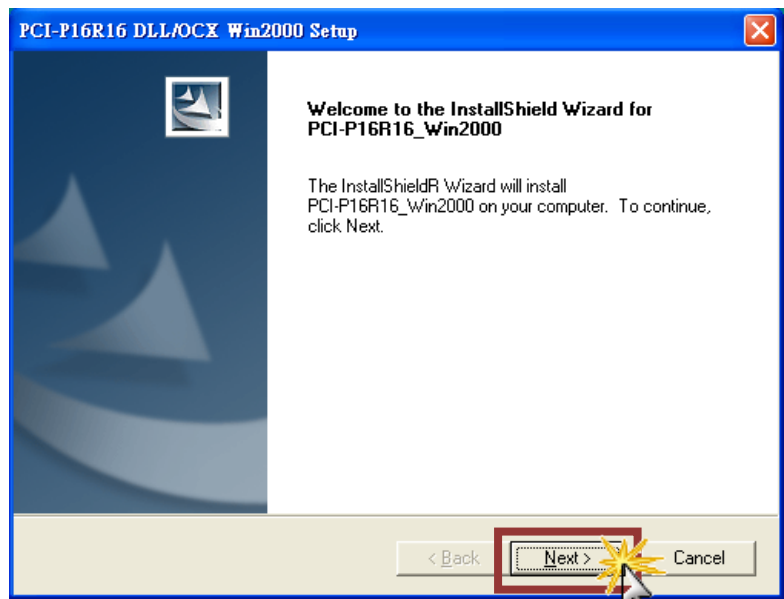 PCI-P16R16 DLL/OCX Win2000 Setup
Welcome to the InstallShield Wizard for
PCI-P16R16_Win2000
The InstallShieldR Wizard will install
PCI-P16R16_Win2000 on your computer. To continue,
click Next.
< Back Next > Cancel